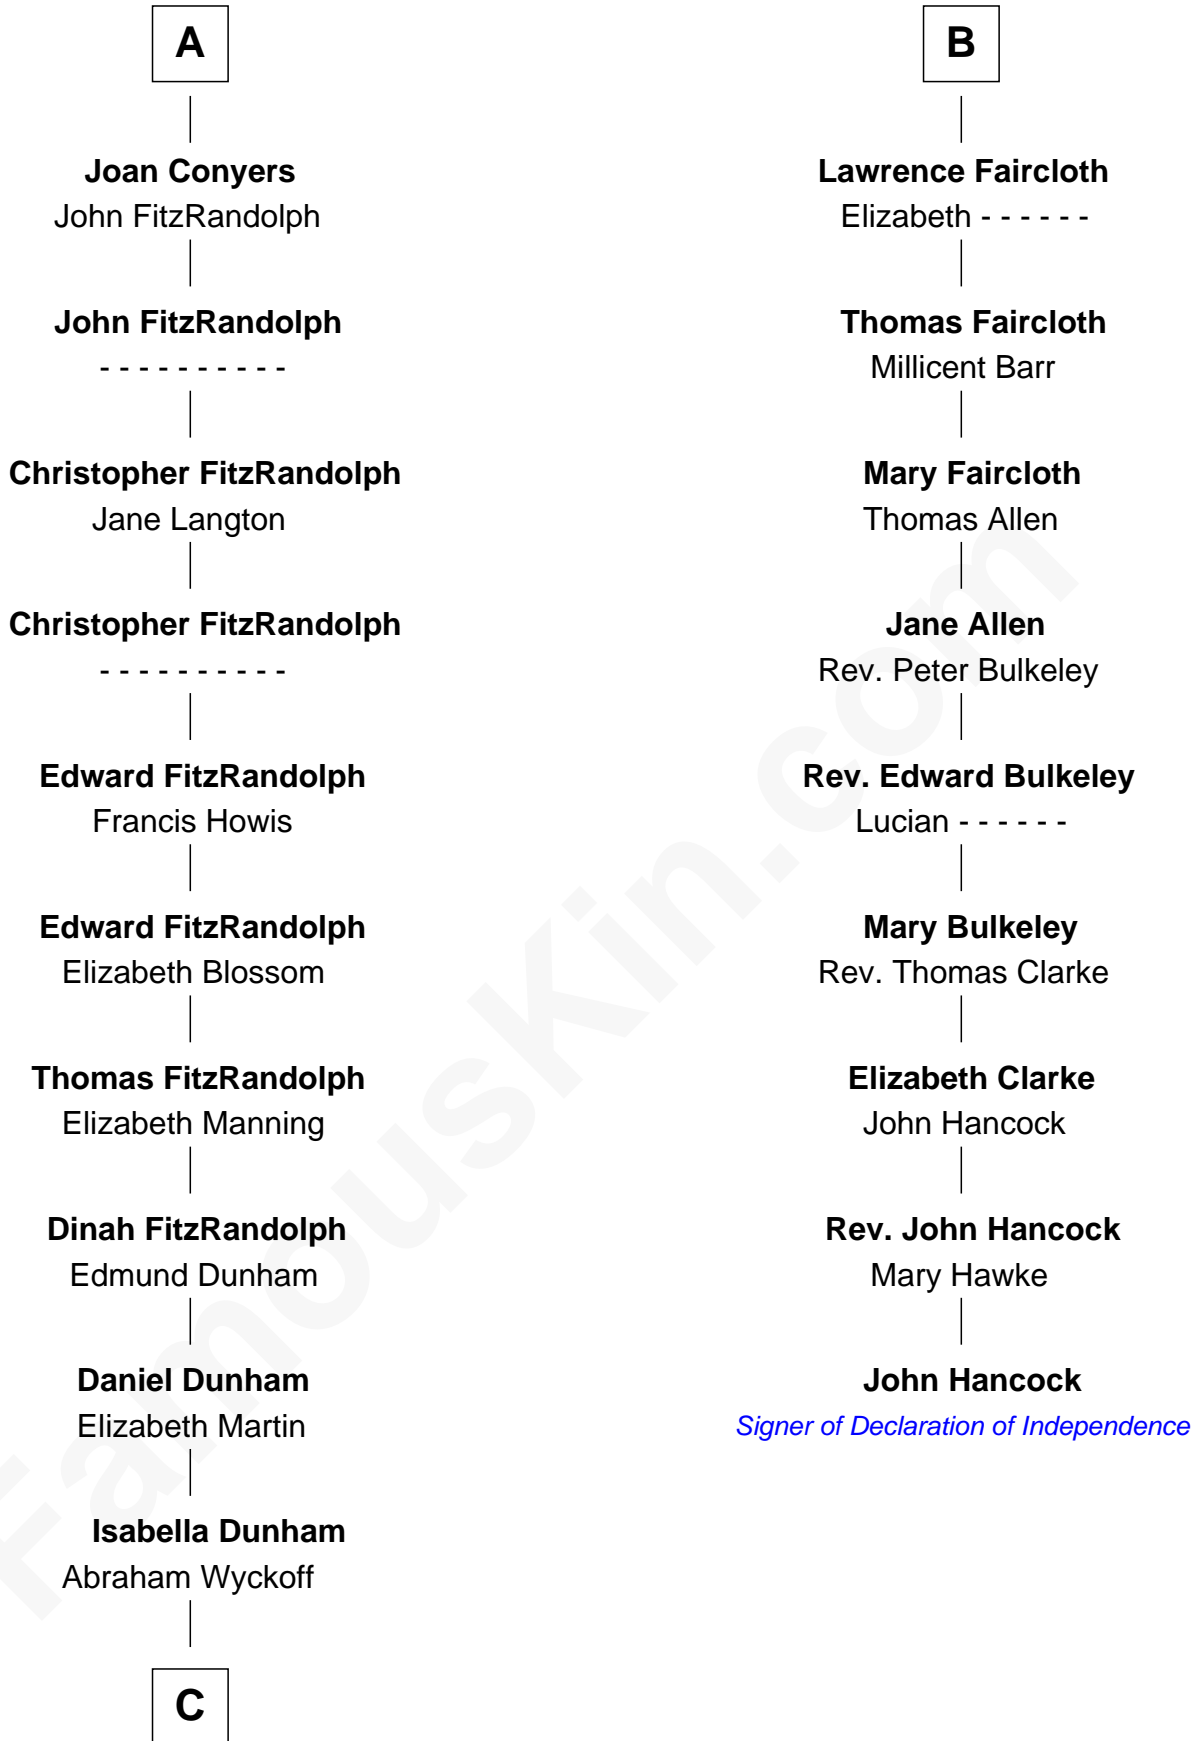 A
Joan Conyers
John FitzRandolph
John FitzRandolph
- - - - - - - - - -
Christopher FitzRandolph
Jane Langton
Christopher FitzRandolph
- - - - - - - - - -
Edward FitzRandolph
Francis Howis
Edward FitzRandolph
Elizabeth Blossom
Thomas FitzRandolph
Elizabeth Manning
Dinah FitzRandolph
Edmund Dunham
Daniel Dunham
Elizabeth Martin
Isabella Dunham
Abraham Wyckoff
C
B
Lawrence Faircloth
Elizabeth - - - - - -
Thomas Faircloth
Millicent Barr
Mary Faircloth
Thomas Allen
Jane Allen
Rev. Peter Bulkeley
Rev. Edward Bulkeley
Lucian - - - - - -
Mary Bulkeley
Rev. Thomas Clarke
Elizabeth Clarke
John Hancock
Rev. John Hancock
Mary Hawke
John Hancock
Signer of Declaration of Independence
FamousKin.com